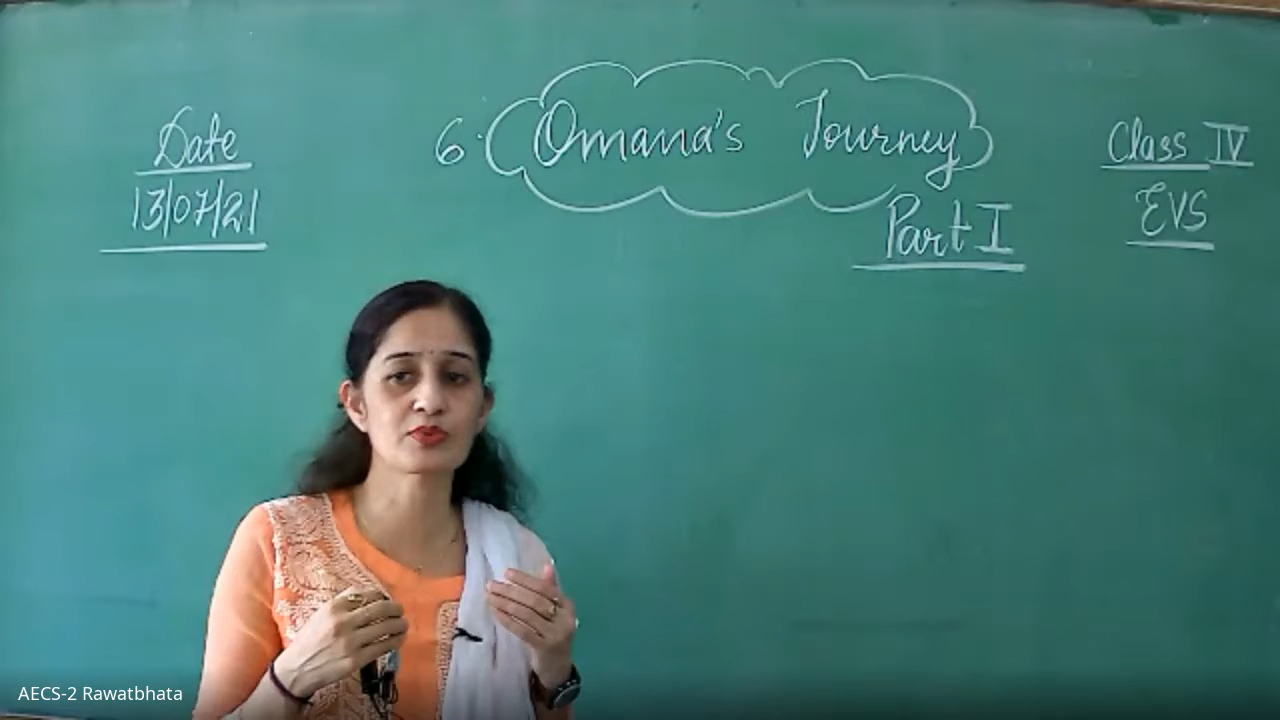 Date
13/07/21
6. Omana's Journey
Part I
Class IV
EVS
AECS-2 Rawatbhata